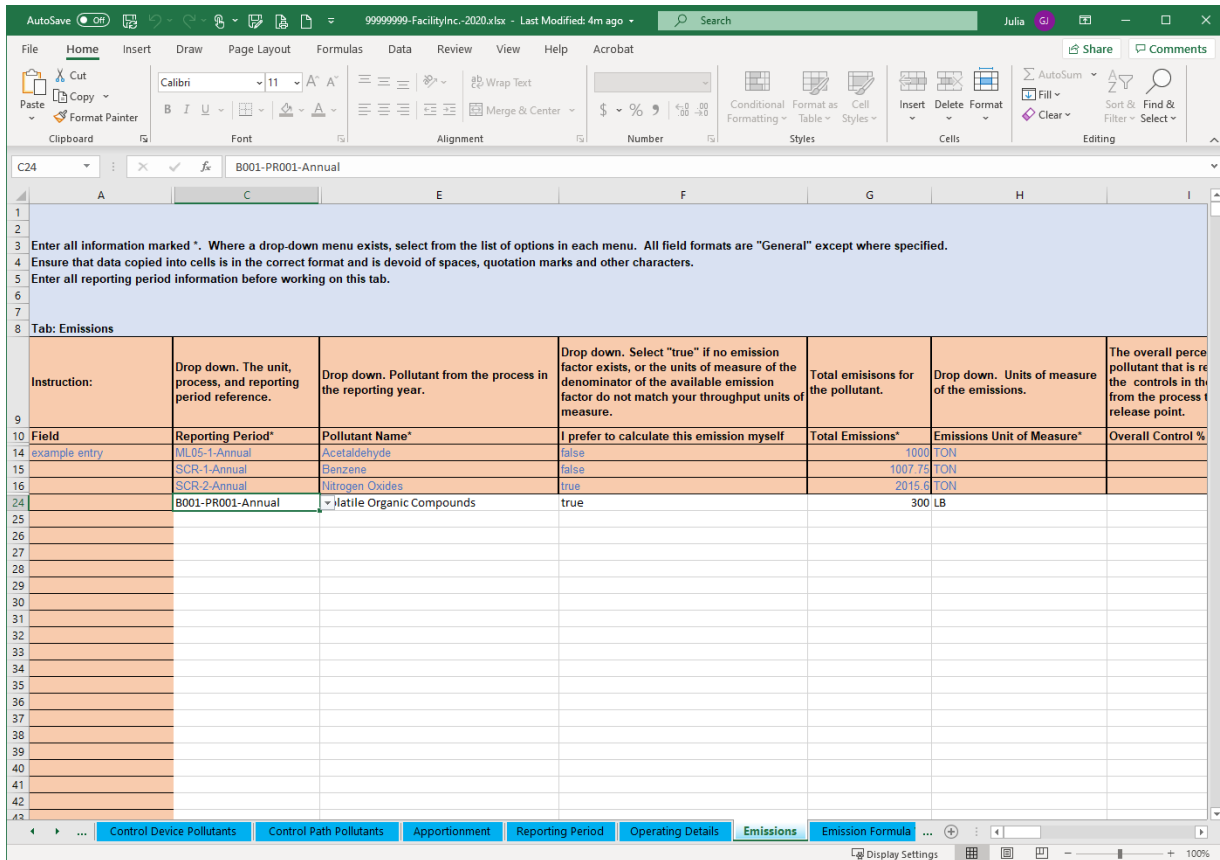 AutoSave Off 99999999-FacilityInc.-2020.xlsx - Last Modified: 4m ago Search Julia GJ
File Home Insert Draw Page Layout Formulas Data Review View Help Acrobat Share Comments
Paste Cut Copy Format Painter
Calibri 11 A^ A˅ B I U A
ab Wrap Text Merge & Center
$ % 9 .00
Conditional Formatting Format as Table Cell Styles
Insert Delete Format
AutoSum Fill Clear Sort & Filter Find & Select
Clipboard Font Alignment Number Styles Cells Editing
C24 fx B001-PR001-Annual
A C E F G H I
1
2
3 Enter all information marked *. Where a drop-down menu exists, select from the list of options in each menu. All field formats are "General" except where specified.
4 Ensure that data copied into cells is in the correct format and is devoid of spaces, quotation marks and other characters.
5 Enter all reporting period information before working on this tab.
6
7
8 Tab: Emissions
9 Instruction:
Drop down. The unit, process, and reporting period reference.
Drop down. Pollutant from the process in the reporting year.
Drop down. Select "true" if no emission factor exists, or the units of measure of the denominator of the available emission factor do not match your throughput units of measure.
Total emisisons for the pollutant.
Drop down. Units of measure of the emissions.
The overall perce
pollutant that is re
the controls in th
from the process t
release point.
10 Field Reporting Period* Pollutant Name* I prefer to calculate this emission myself Total Emissions* Emissions Unit of Measure* Overall Control %
14 example entry ML05-1-Annual Acetaldehyde false 1000 TON
15 SCR-1-Annual Benzene false 1007.75 TON
16 SCR-2-Annual Nitrogen Oxides true 2015.6 TON
24 B001-PR001-Annual latile Organic Compounds true 300 LB
25
26
27
28
29
30
31
32
33
34
35
36
37
38
39
40
41
42
43
... Control Device Pollutants Control Path Pollutants Apportionment Reporting Period Operating Details Emissions Emission Formula ...
Display Settings 100%